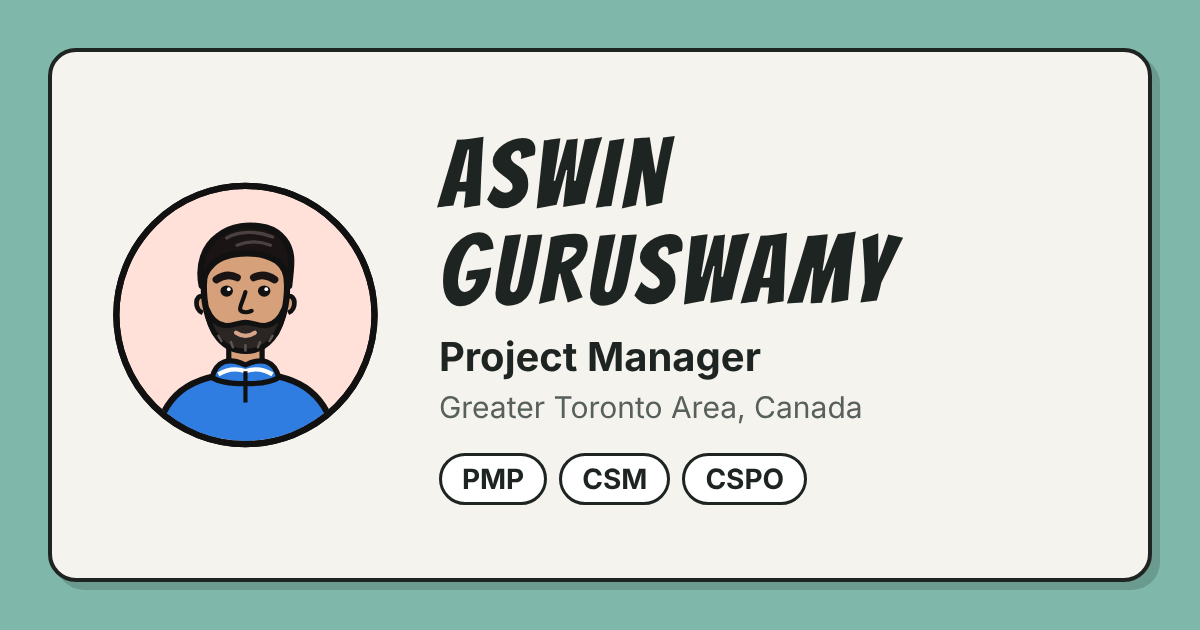 ASWIN
GURUSWAMY
Project Manager
Greater Toronto Area, Canada
PMP CSM CSPO